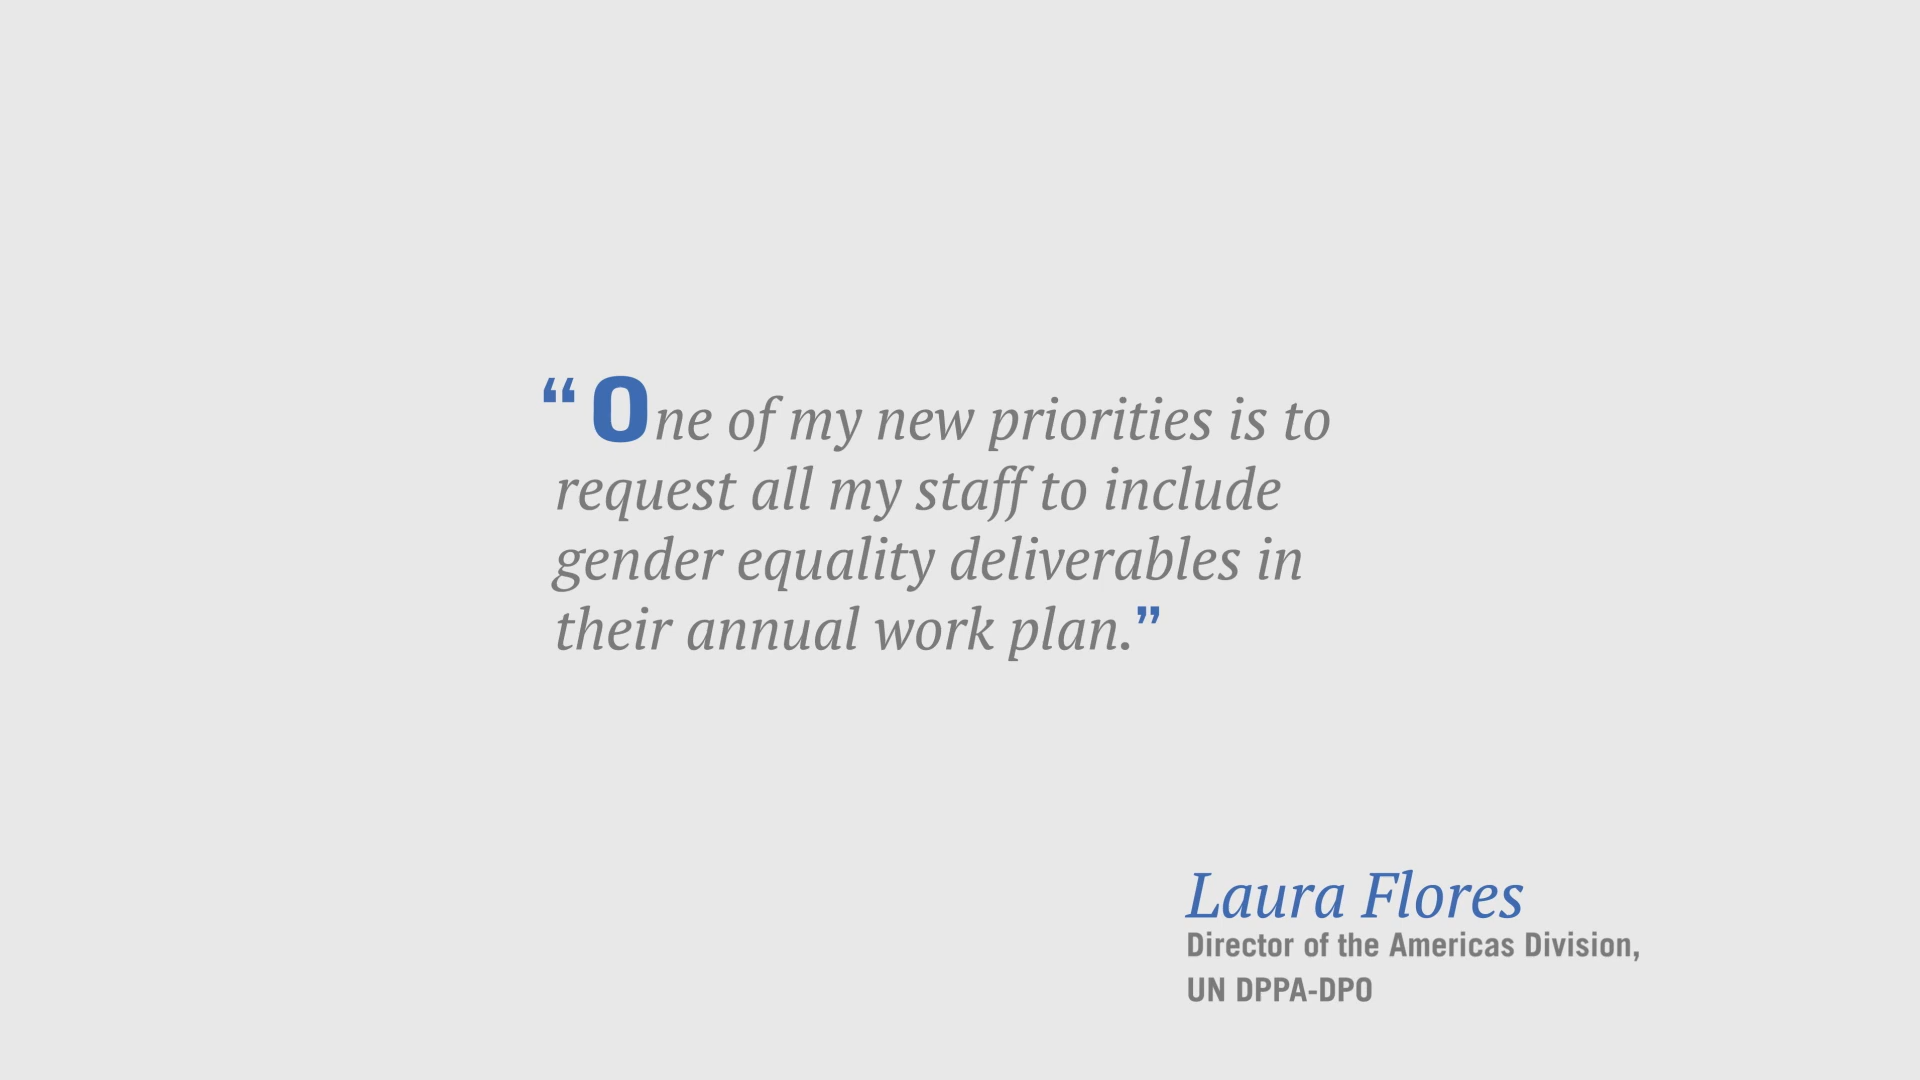 “One of my new priorities is to
request all my staff to include
gender equality deliverables in
their annual work plan.”
Laura Flores
Director of the Americas Division,
UN DPPA-DPO